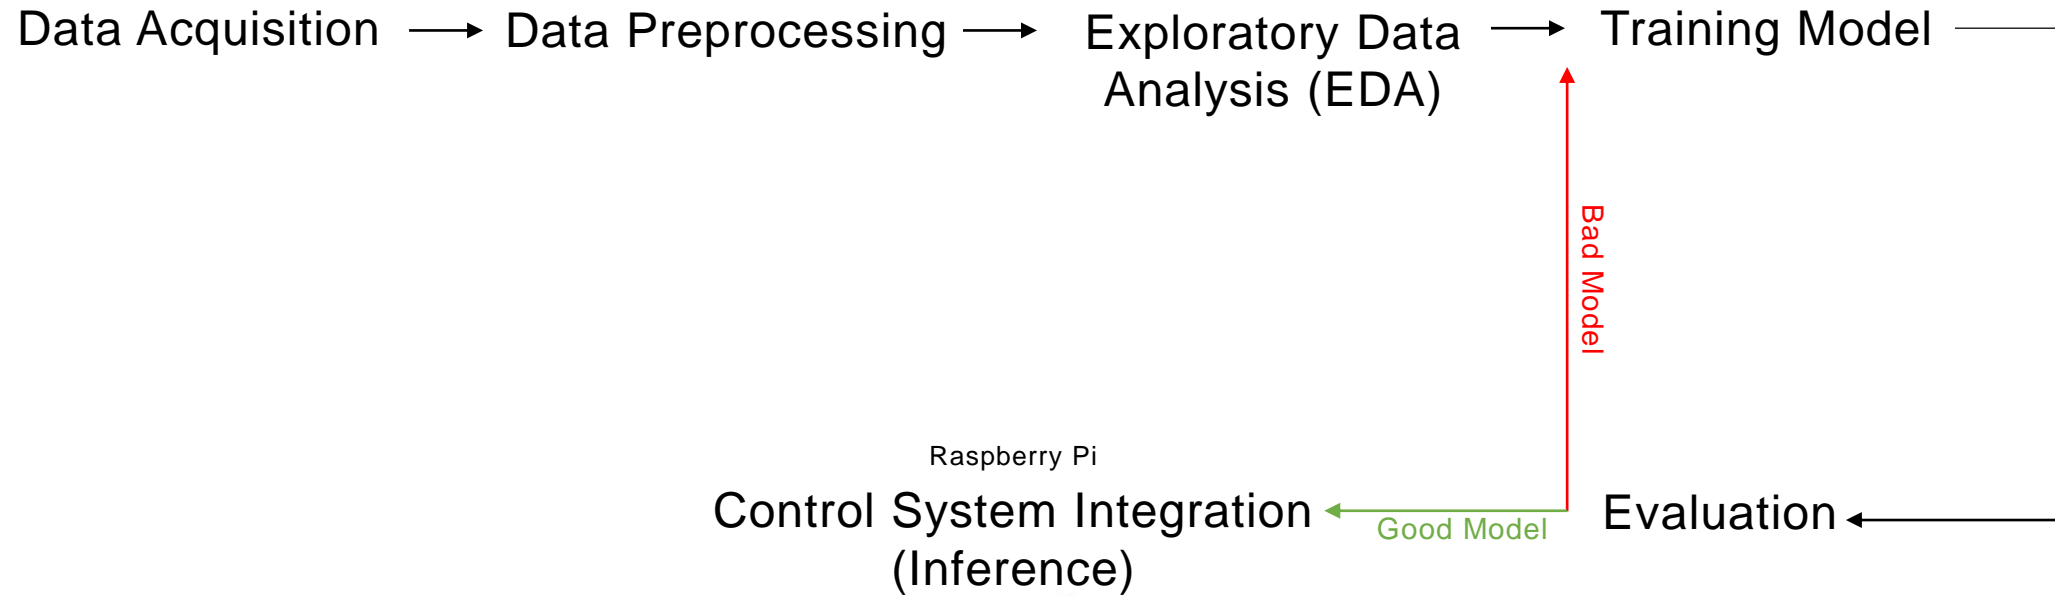 Data Acquisition
Data Preprocessing
Exploratory Data
Analysis (EDA)
Training Model
Bad Model
Raspberry Pi
Control System Integration
(Inference)
Good Model
Evaluation